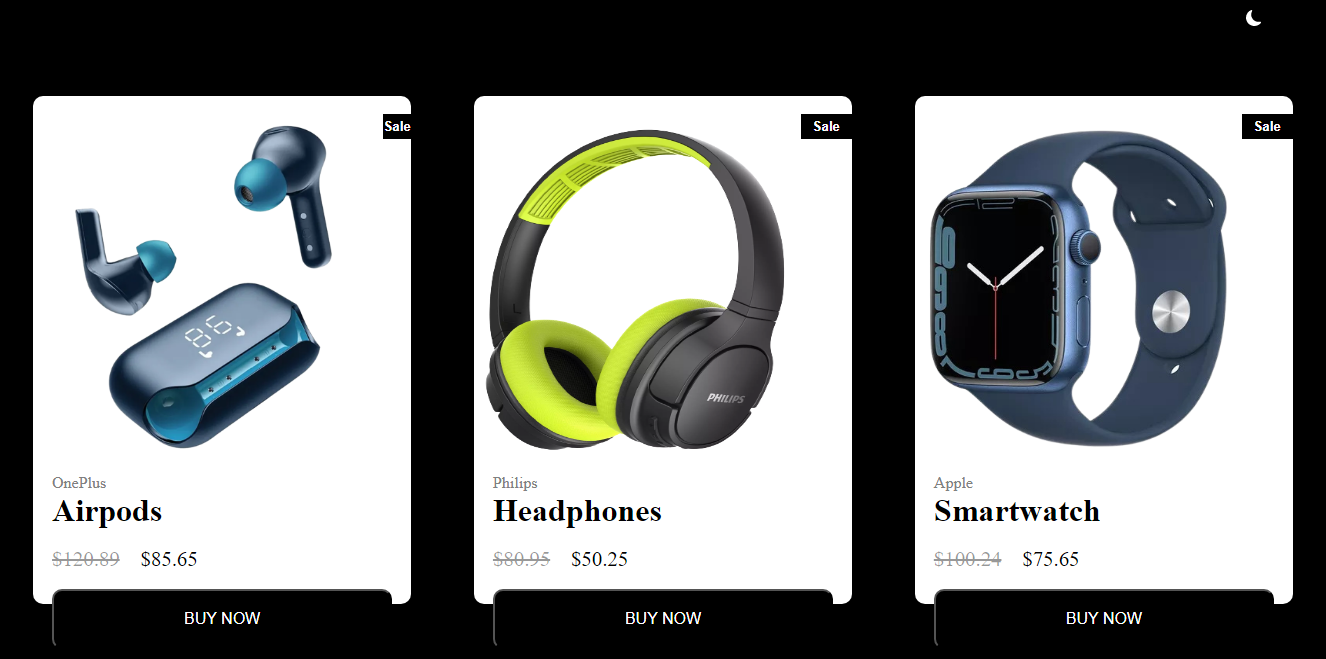 Sale
OnePlus
Airpods
$120.89 $85.65
BUY NOW
Sale
PHILIPS
Philips
Headphones
$80.95 $50.25
BUY NOW
Sale
Apple
Smartwatch
$100.24 $75.65
BUY NOW